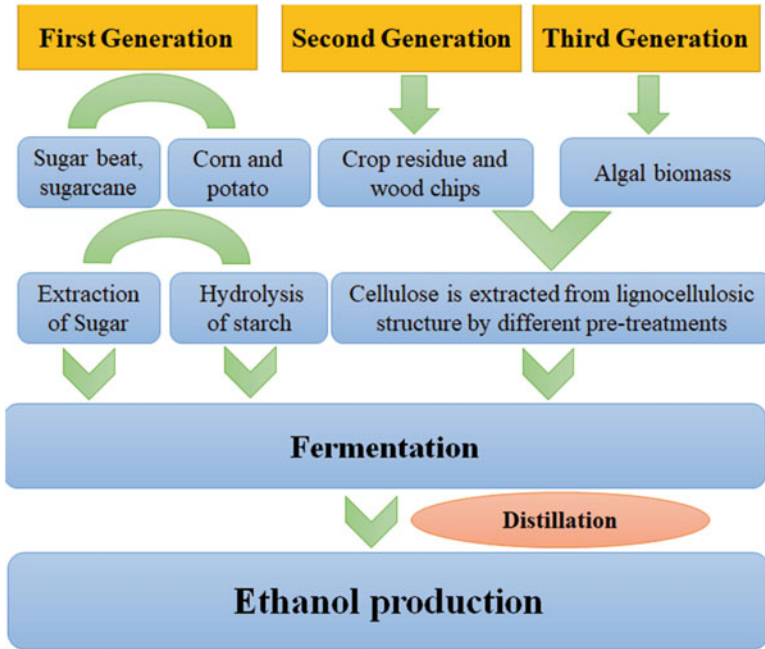 First Generation
Second Generation
Third Generation
Sugar beat,
sugarcane
Corn and
potato
Crop residue and
wood chips
Algal biomass
Extraction
of Sugar
Hydrolysis
of starch
Cellulose is extracted from lignocellulosic
structure by different pre-treatments
Fermentation
Distillation
Ethanol production